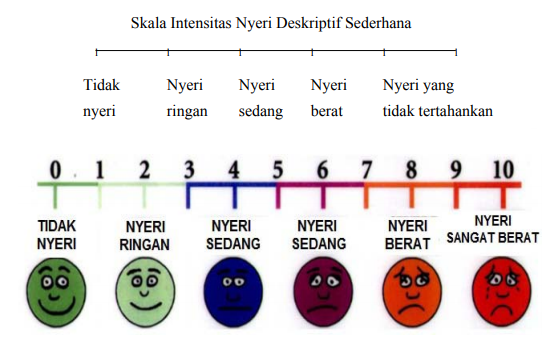 Skala Intensitas Nyeri Deskriptif Sederhana
Tidak nyeri
Nyeri ringan
Nyeri sedang
Nyeri berat
Nyeri yang tidak tertahankan
0 1 2 3 4 5 6 7 8 9 10
TIDAK NYERI
NYERI RINGAN
NYERI SEDANG
NYERI SEDANG
NYERI BERAT
NYERI SANGAT BERAT